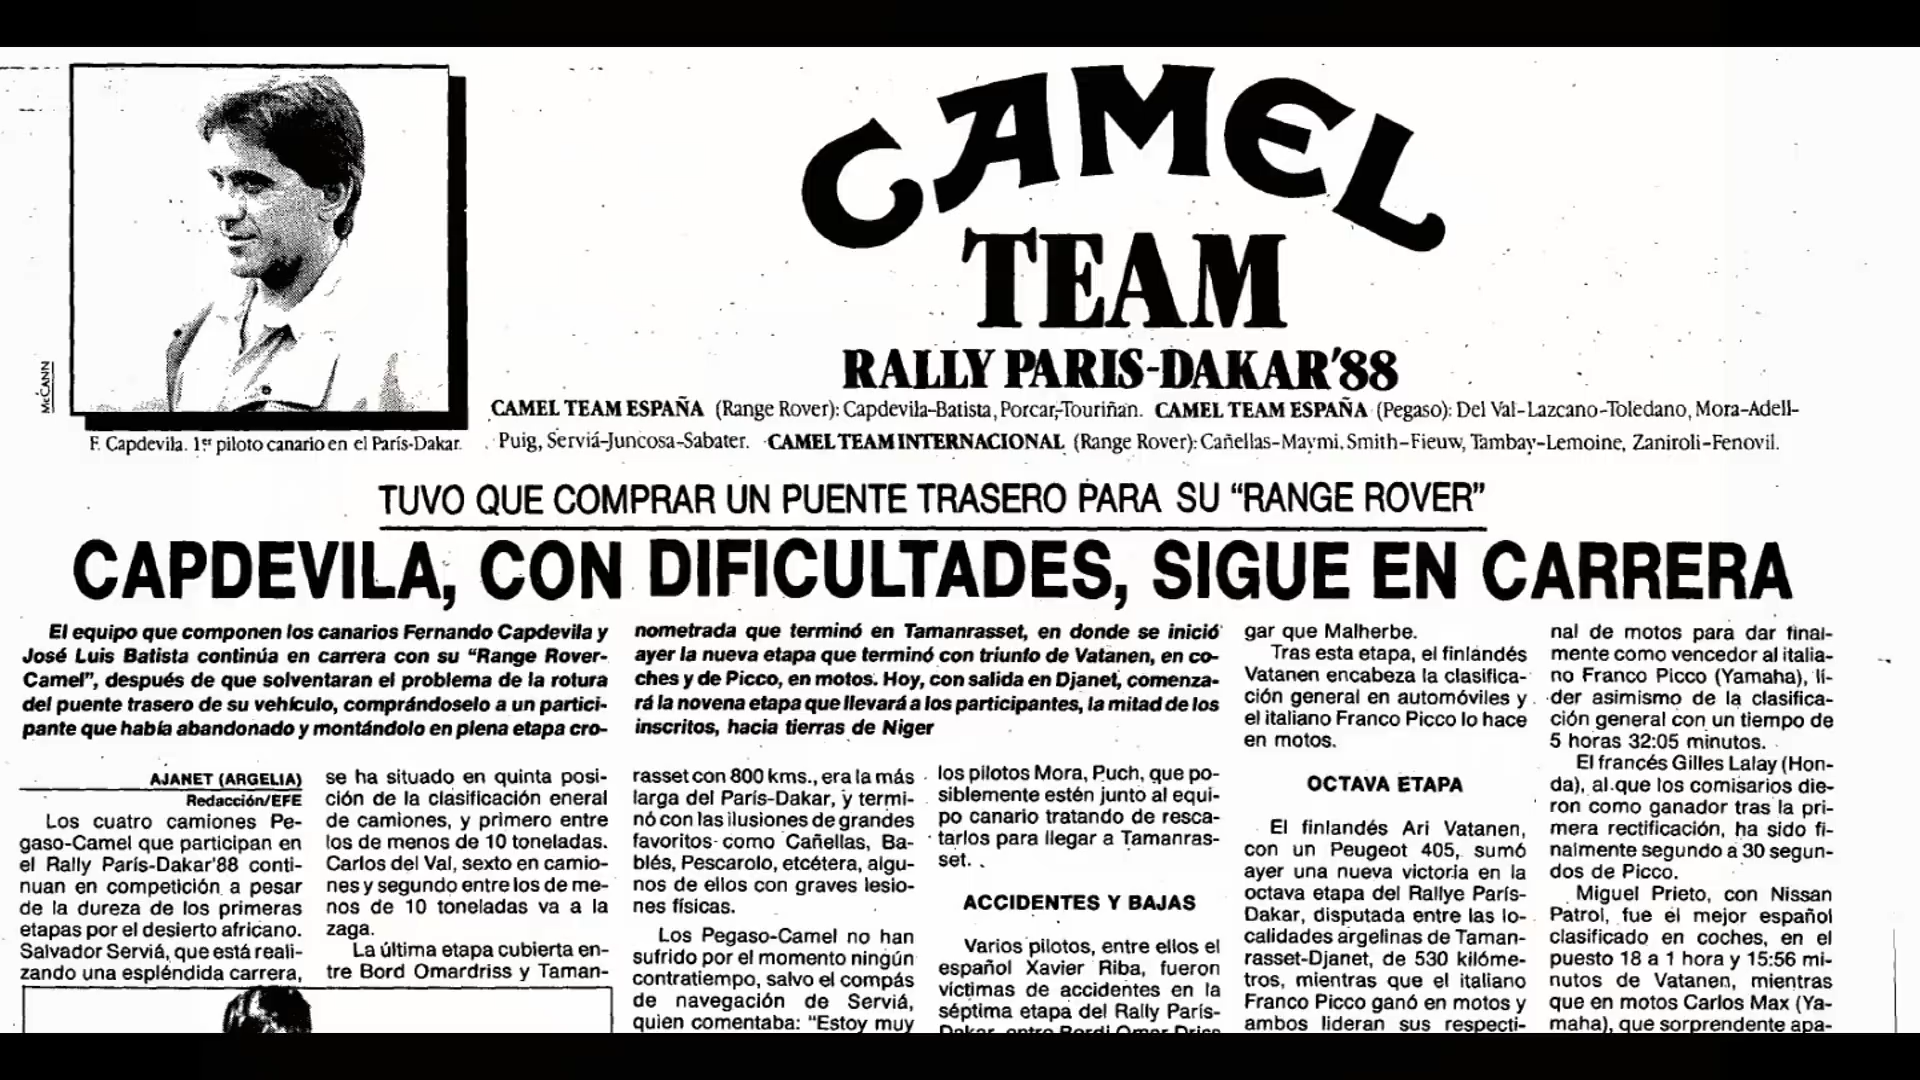 McCANN
F. Capdevila. 1er piloto canario en el París-Dakar.
CAMEL
TEAM
RALLY PARIS-DAKAR'88
CAMEL TEAM ESPAÑA (Range Rover): Capdevila-Batista, Porcar-Touriñan. CAMEL TEAM ESPAÑA (Pegaso): Del Val-Lazcano-Toledano, Mora-Adell-
Puig, Serviá-Juncosa-Sabater. CAMEL TEAM INTERNACIONAL (Range Rover): Cañellas-Maymi, Smith-Fieuw, Tambay-Lemoine, Zaniroli-Fenovil.
TUVO QUE COMPRAR UN PUENTE TRASERO PARA SU “RANGE ROVER”
CAPDEVILA, CON DIFICULTADES, SIGUE EN CARRERA
El equipo que componen los canarios Fernando Capdevila y
José Luis Batista continúa en carrera con su “Range Rover-
Camel”, después de que solventaran el problema de la rotura
del puente trasero de su vehículo, comprándoselo a un partici-
pante que había abandonado y montándolo en plena etapa cro-
nometrada que terminó en Tamanrasset, en donde se inició
ayer la nueva etapa que terminó con triunfo de Vatanen, en co-
ches y de Picco, en motos. Hoy, con salida en Djanet, comenza-
rá la novena etapa que llevará a los participantes, la mitad de los
inscritos, hacia tierras de Niger
AJANET (ARGELIA)
Redacción/EFE
Los cuatro camiones Pe-
gaso-Camel que participan en
el Rally París-Dakar'88 conti-
nuan en competición a pesar
de la dureza de los primeras
etapas por el desierto africano.
Salvador Serviá, que está reali-
zando una espléndida carrera,
se ha situado en quinta posi-
ción de la clasificación eneral
de camiones, y primero entre
los de menos de 10 toneladas.
Carlos del Val, sexto en camio-
nes y segundo entre los de me-
nos de 10 toneladas va a la
zaga.
La última etapa cubierta en-
tre Bord Omardriss y Taman-
rasset con 800 kms., era la más
larga del París-Dakar, y termi-
nó con las ilusiones de grandes
favoritos como Cañellas, Ba-
blés, Pescarolo, etcétera, algu-
nos de ellos con graves lesio-
nes físicas.
Los Pegaso-Camel no han
sufrido por el momento ningún
contratiempo, salvo el compás
de navegación de Serviá,
quien comentaba: “Estoy muy
los pilotos Mora, Puch, que po-
siblemente estén junto al equi-
po canario tratando de resca-
tarlos para llegar a Tamanras-
set.
ACCIDENTES Y BAJAS
Varios pilotos, entre ellos el
español Xavier Riba, fueron
víctimas de accidentes en la
séptima etapa del Rally París-
Dakar, entre Bordj Omar Driss
gar que Malherbe.
Tras esta etapa, el finlandés
Vatanen encabeza la clasifica-
ción general en automóviles y
el italiano Franco Picco lo hace
en motos.
OCTAVA ETAPA
El finlandés Ari Vatanen,
con un Peugeot 405, sumó
ayer una nueva victoria en la
octava etapa del Rallye París-
Dakar, disputada entre las lo-
calidades argelinas de Taman-
rasset-Djanet, de 530 kilóme-
tros, mientras que el italiano
Franco Picco ganó en motos y
ambos lideran sus respecti-
nal de motos para dar final-
mente como vencedor al italia-
no Franco Picco (Yamaha), lí-
der asimismo de la clasifica-
ción general con un tiempo de
5 horas 32:05 minutos.
El francés Gilles Lalay (Hon-
da), al que los comisarios die-
ron como ganador tras la pri-
mera rectificación, ha sido fi-
nalmente segundo a 30 segun-
dos de Picco.
Miguel Prieto, con Nissan
Patrol, fue el mejor español
clasificado en coches, en el
puesto 18 a 1 hora y 15:56 mi-
nutos de Vatanen, mientras
que en motos Carlos Max (Ya-
maha), que sorprendente apa-